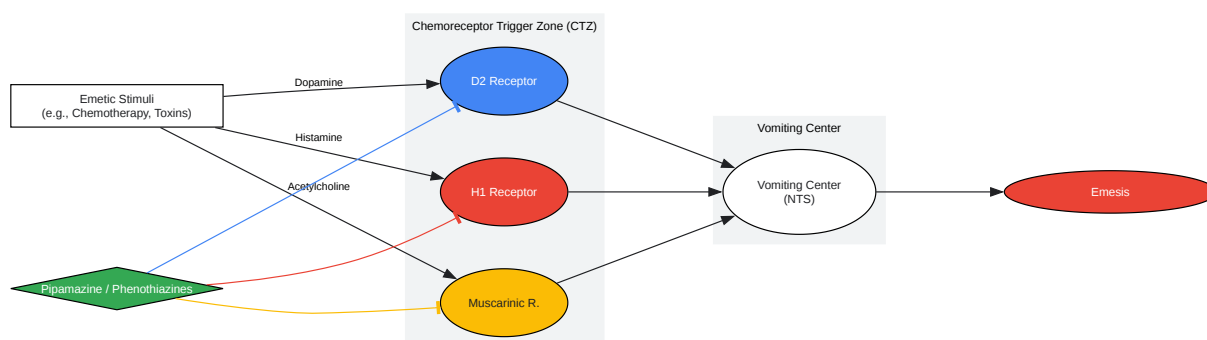 Chemoreceptor Trigger Zone (CTZ)
D2 Receptor
Dopamine
Emetic Stimuli
(e.g., Chemotherapy, Toxins)
Vomiting Center
Histamine
Acetylcholine
H1 Receptor
Vomiting Center
(NTS)
Emesis
Pipamazine / Phenothiazines
Muscarinic R.